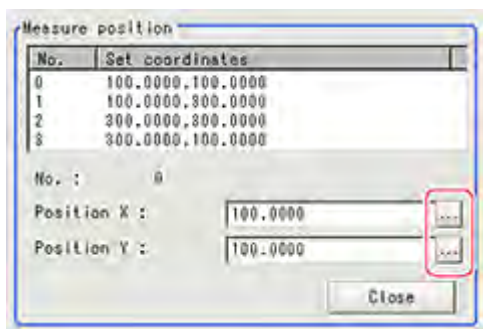 Measure position
No. Set coordinates
0 100.0000,100.0000
1 100.0000,300.0000
2 300.0000,300.0000
3 300.0000,100.0000
No. : 0
Position X : 100.0000 ...
Position Y : 100.0000 ...
Close